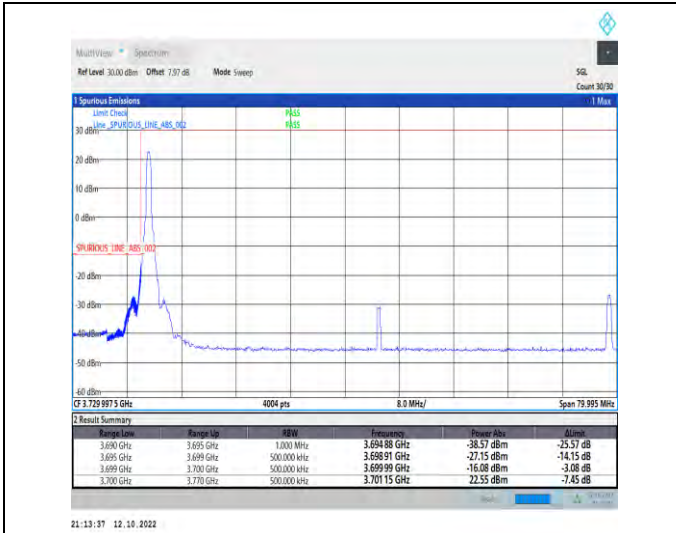 MultiView Spectrum
Ref Level 30.00 dBm Offset 7.97 dB Mode Sweep SGL
Count 30/30
1 Spurious Emissions 1 Max
Limit Check PASS
Line _SPURIOUS_LINE_ABS_002 PASS
30 dBm
20 dBm
10 dBm
0 dBm
SPURIOUS_LINE_ABS_002
-20 dBm
-30 dBm
-40 dBm
-50 dBm
-60 dBm
CF 3.729 997 5 GHz 4004 pts 8.0 MHz/ Span 79.995 MHz
2 Result Summary
Range Low Range Up RBW Frequency Power Abs ΔLimit
3.690 GHz 3.695 GHz 1.000 MHz 3.694 88 GHz -38.57 dBm -25.57 dB
3.695 GHz 3.699 GHz 500.000 kHz 3.698 91 GHz -27.15 dBm -14.15 dB
3.699 GHz 3.700 GHz 500.000 kHz 3.699 99 GHz -16.08 dBm -3.08 dB
3.700 GHz 3.770 GHz 500.000 kHz 3.701 15 GHz 22.55 dBm -7.45 dB
21:13:37 12.10.2022